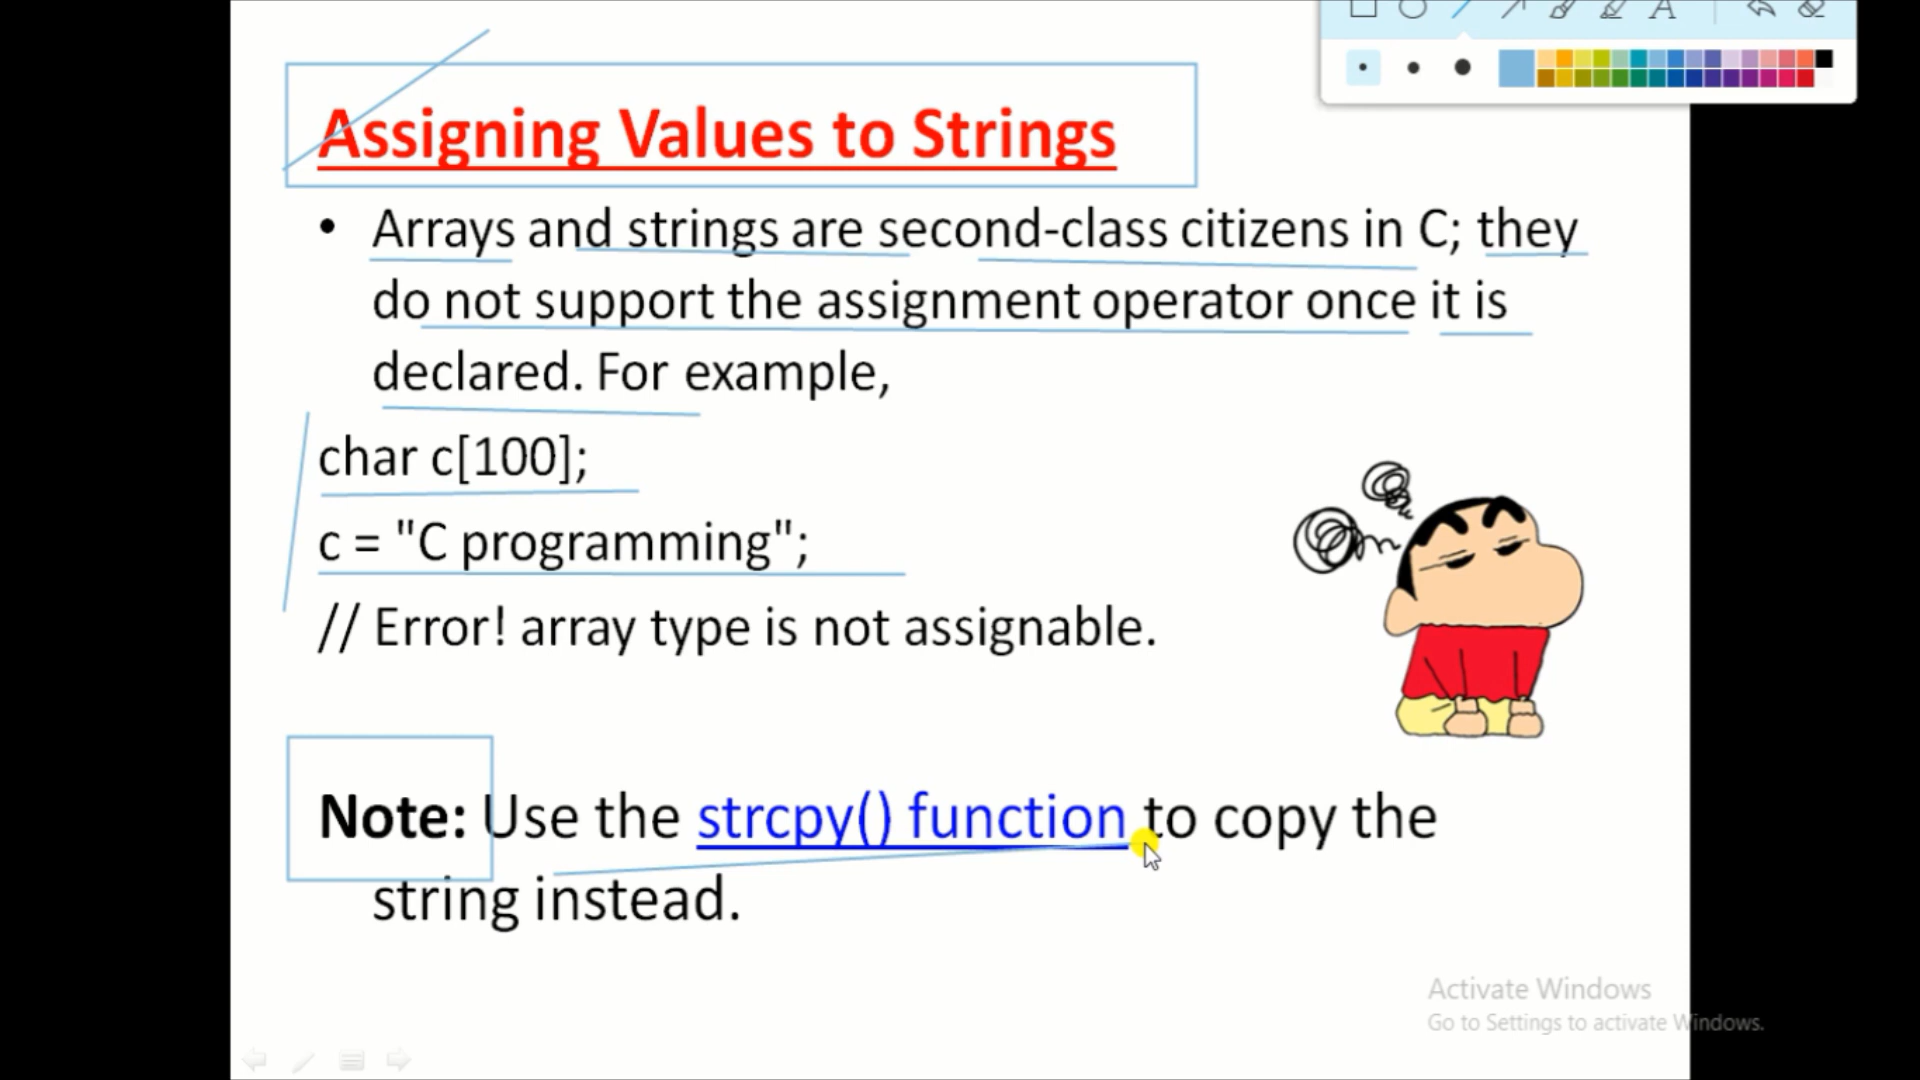 Assigning Values to Strings
• Arrays and strings are second-class citizens in C; they
do not support the assignment operator once it is
declared. For example,
char c[100];
c = "C programming";
// Error! array type is not assignable.
Note: Use the strcpy() function to copy the
string instead.
A
Activate Windows
Go to Settings to activate Windows.